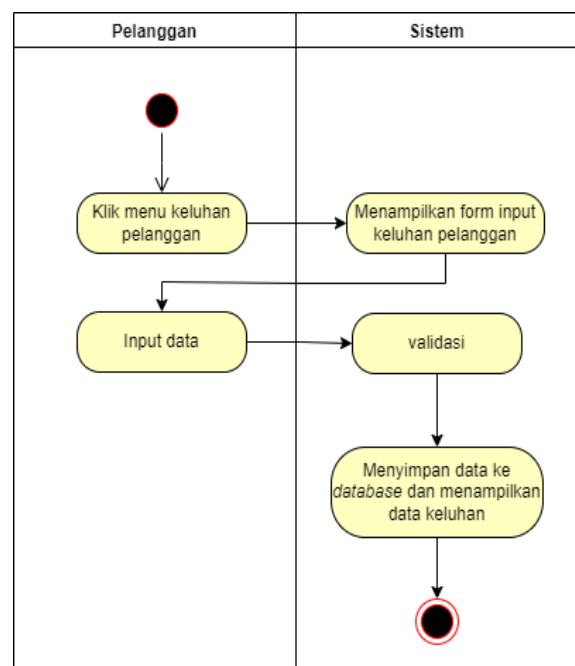 Pelanggan
Sistem
Klik menu keluhan
pelanggan
Menampilkan form input
keluhan pelanggan
Input data
validasi
Menyimpan data ke
database dan menampilkan
data keluhan